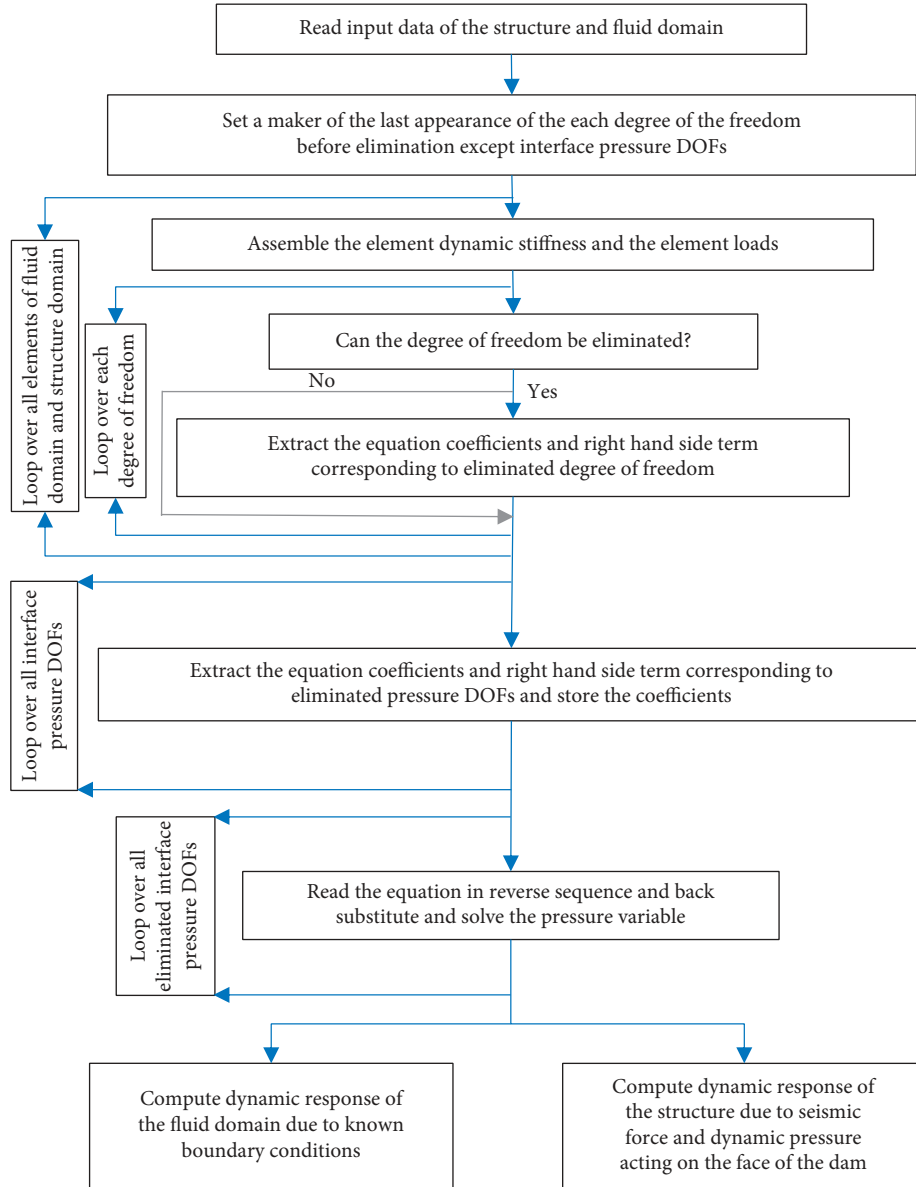 Read input data of the structure and fluid domain
Set a maker of the last appearance of the each degree of the freedom
before elimination except interface pressure DOFs
Assemble the element dynamic stiffness and the element loads
Loop over all elements of fluid
domain and structure domain
Loop over each
degree of freedom
Can the degree of freedom be eliminated?
No
Yes
Extract the equation coefficients and right hand side term
corresponding to eliminated degree of freedom
Loop over all interface
pressure DOFs
Extract the equation coefficients and right hand side term corresponding to
eliminated pressure DOFs and store the coefficients
Loop over all
eliminated interface
pressure DOFs
Read the equation in reverse sequence and back
substitute and solve the pressure variable
Compute dynamic response of
the fluid domain due to known
boundary conditions
Compute dynamic response of
the structure due to seismic
force and dynamic pressure
acting on the face of the dam